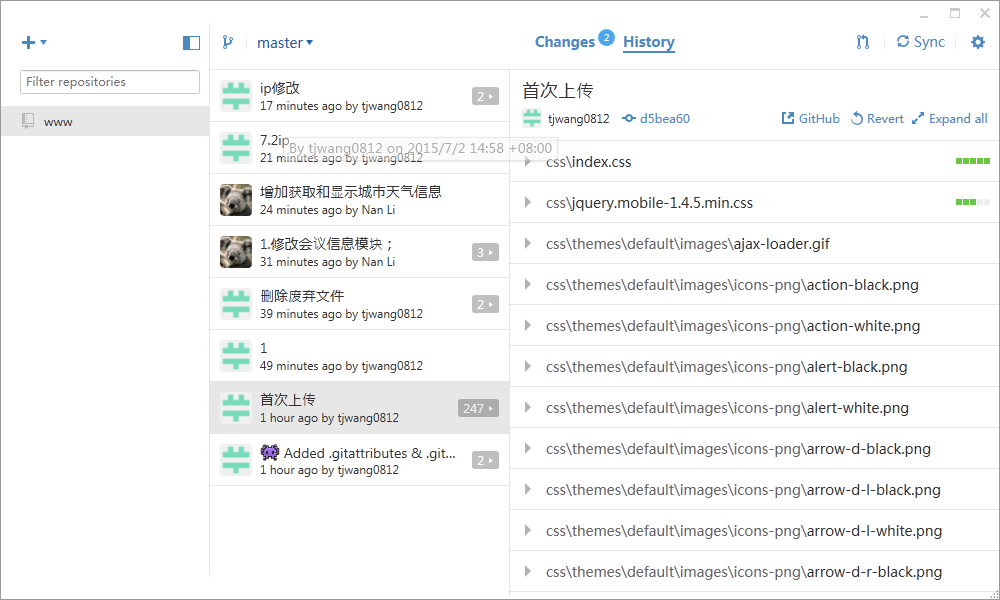 master
Changes 2 History
Sync
Filter repositories
www
ip修改
17 minutes ago by tjwang0812
2
7.2ip
21 minutes ago by tjwang0812
By tjwang0812 on 2015/7/2 14:58 +08:00
增加获取和显示城市天气信息
24 minutes ago by Nan Li
1.修改会议信息模块；
31 minutes ago by Nan Li
3
删除废弃文件
39 minutes ago by tjwang0812
2
1
49 minutes ago by tjwang0812
首次上传
1 hour ago by tjwang0812
247
Added .gitattributes & .git...
1 hour ago by tjwang0812
2
首次上传
tjwang0812 d5bea60 GitHub Revert Expand all
css\index.css
css\jquery.mobile-1.4.5.min.css
css\themes\default\images\ajax-loader.gif
css\themes\default\images\icons-png\action-black.png
css\themes\default\images\icons-png\action-white.png
css\themes\default\images\icons-png\alert-black.png
css\themes\default\images\icons-png\alert-white.png
css\themes\default\images\icons-png\arrow-d-black.png
css\themes\default\images\icons-png\arrow-d-l-black.png
css\themes\default\images\icons-png\arrow-d-l-white.png
css\themes\default\images\icons-png\arrow-d-r-black.png